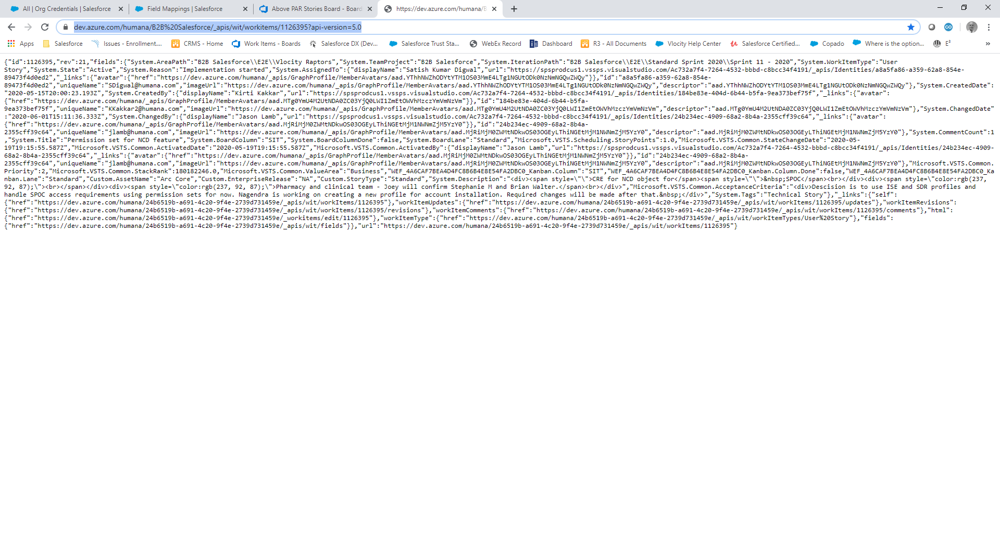 All | Org Credentials | Salesforce
Field Mappings | Salesforce
Above PAR Stories Board - Board
https://dev.azure.com/humana/B
dev.azure.com/humana/B2B%20Salesforce/_apis/wit/workitems/1126395?api-version=5.0
Apps
Salesforce
Issues - Enrollment....
CRMS - Home
Work Items - Boards
Salesforce DX (Dev...
Salesforce Trust Sta...
WebEx Record
Dashboard
R3 - All Documents
Vlocity Help Center
Salesforce Certified...
Copado
Where is the option...
E³
»
{"id":1126395,"rev":21,"fields":{"System.AreaPath":"B2B Salesforce\\E2E\\Vlocity Raptors","System.TeamProject":"B2B Salesforce","System.IterationPath":"B2B Salesforce\\E2E\\Standard Sprint 2020\\Sprint 11 - 2020","System.WorkItemType":"User
Story","System.State":"Active","System.Reason":"Implementation started","System.AssignedTo":{"displayName":"Satish Kumar Digwal","url":"https://spsprodcus1.vssps.visualstudio.com/Ac732a7f4-7264-4532-bbbd-c8bcc34f4191/_apis/Identities/a8a5fa86-a359-62a8-854e-
89473f4d0ed2","_links":{"avatar":{"href":"https://dev.azure.com/humana/_apis/GraphProfile/MemberAvatars/aad.YThhNWZhODYtYTM1OS03MmE4LTg1NGUtODk0NzNmNGQwZWQy"}},"id":"a8a5fa86-a359-62a8-854e-
89473f4d0ed2","uniqueName":"SDigwal@humana.com","imageUrl":"https://dev.azure.com/humana/_apis/GraphProfile/MemberAvatars/aad.YThhNWZhODYtYTM1OS03MmE4LTg1NGUtODk0NzNmNGQwZWQy","descriptor":"aad.YThhNWZhODYtYTM1OS03MmE4LTg1NGUtODk0NzNmNGQwZWQy"},"System.CreatedDate":
"2020-05-15T20:00:23.193Z","System.CreatedBy":{"displayName":"Kirti Kakkar","url":"https://spsprodcus1.vssps.visualstudio.com/Ac732a7f4-7264-4532-bbbd-c8bcc34f4191/_apis/Identities/184be83e-404d-6b44-b5fa-9ea373bef75f","_links":{"avatar":
{"href":"https://dev.azure.com/humana/_apis/GraphProfile/MemberAvatars/aad.MTg0YmU4M2UtNDA0ZC03YjQ0LWI1ZmEtOWVhMzczYmVmNzVm"}},"id":"184be83e-404d-6b44-b5fa-
9ea373bef75f","uniqueName":"KKakkar2@humana.com","imageUrl":"https://dev.azure.com/humana/_apis/GraphProfile/MemberAvatars/aad.MTg0YmU4M2UtNDA0ZC03YjQ0LWI1ZmEtOWVhMzczYmVmNzVm","descriptor":"aad.MTg0YmU4M2UtNDA0ZC03YjQ0LWI1ZmEtOWVhMzczYmVmNzVm"},"System.ChangedDate"
:"2020-06-01T15:11:36.333Z","System.ChangedBy":{"displayName":"Jason Lamb","url":"https://spsprodcus1.vssps.visualstudio.com/Ac732a7f4-7264-4532-bbbd-c8bcc34f4191/_apis/Identities/24b234ec-4909-68a2-8b4a-2355cff39c64","_links":{"avatar":
{"href":"https://dev.azure.com/humana/_apis/GraphProfile/MemberAvatars/aad.MjRiMjM0ZWMtNDkwOS03OGEyLThiNGEtMjM1NWNmZjM5YzY0"}},"id":"24b234ec-4909-68a2-8b4a-
2355cff39c64","uniqueName":"jlamb@humana.com","imageUrl":"https://dev.azure.com/humana/_apis/GraphProfile/MemberAvatars/aad.MjRiMjM0ZWMtNDkwOS03OGEyLThiNGEtMjM1NWNmZjM5YzY0","descriptor":"aad.MjRiMjM0ZWMtNDkwOS03OGEyLThiNGEtMjM1NWNmZjM5YzY0"},"System.CommentCount":1
,"System.Title":"Permission set for NCD feature","System.BoardColumn":"SIT","System.BoardColumnDone":false,"System.BoardLane":"Standard","Microsoft.VSTS.Scheduling.StoryPoints":1.0,"Microsoft.VSTS.Common.StateChangeDate":"2020-05-
19T19:15:55.587Z","Microsoft.VSTS.Common.ActivatedDate":"2020-05-19T19:15:55.587Z","Microsoft.VSTS.Common.ActivatedBy":{"displayName":"Jason Lamb","url":"https://spsprodcus1.vssps.visualstudio.com/Ac732a7f4-7264-4532-bbbd-c8bcc34f4191/_apis/Identities/24b234ec-4909-
68a2-8b4a-2355cff39c64","_links":{"avatar":{"href":"https://dev.azure.com/humana/_apis/GraphProfile/MemberAvatars/aad.MjRiMjM0ZWMtNDkwOS03OGEyLThiNGEtMjM1NWNmZjM5YzY0"}},"id":"24b234ec-4909-68a2-8b4a-
2355cff39c64","uniqueName":"jlamb@humana.com","imageUrl":"https://dev.azure.com/humana/_apis/GraphProfile/MemberAvatars/aad.MjRiMjM0ZWMtNDkwOS03OGEyLThiNGEtMjM1NWNmZjM5YzY0","descriptor":"aad.MjRiMjM0ZWMtNDkwOS03OGEyLThiNGEtMjM1NWNmZjM5YzY0"},"Microsoft.VSTS.Common.
Priority":2,"Microsoft.VSTS.Common.StackRank":180182246.0,"Microsoft.VSTS.Common.ValueArea":"Business","WEF_4A6CAF7BEA4D4FC8B6B4E8E54FA2DBC0_Kanban.Column":"SIT","WEF_4A6CAF7BEA4D4FC8B6B4E8E54FA2DBC0_Kanban.Column.Done":false,"WEF_4A6CAF7BEA4D4FC8B6B4E8E54FA2DBC0_Ka
nban.Lane":"Standard","Custom.AssetName":"Arc Core","Custom.EnterpriseRelease":"NA","Custom.StoryType":"Standard","System.Description":"<div><span style=\"\">CRE for NCD object for</span><span style=\"\">&nbsp;SPOC</span><br></div><div><span style=\"color:rgb(237,
92, 87);\"><br></span></div><div><span style=\"color:rgb(237, 92, 87);\">Pharmacy and clinical team - Joey will confirm Stephanie M and Brian Walter.</span><br></div>","Microsoft.VSTS.Common.AcceptanceCriteria":"<div>Descision is to use ISE and SDR profiles and
handle SPOC access requirements using permission sets for now. Nagendra is working on creating a new profile for account installation. Required changes will be made after that.&nbsp;</div>","System.Tags":"Technical Story"},"_links":{"self":
{"href":"https://dev.azure.com/humana/24b6519b-a691-4c20-9f4e-2739d731459e/_apis/wit/workItems/1126395"},"workItemUpdates":{"href":"https://dev.azure.com/humana/24b6519b-a691-4c20-9f4e-2739d731459e/_apis/wit/workItems/1126395/updates"},"workItemRevisions":
{"href":"https://dev.azure.com/humana/24b6519b-a691-4c20-9f4e-2739d731459e/_apis/wit/workItems/1126395/revisions"},"workItemComments":{"href":"https://dev.azure.com/humana/24b6519b-a691-4c20-9f4e-2739d731459e/_apis/wit/workItems/1126395/comments"},"html":
{"href":"https://dev.azure.com/humana/24b6519b-a691-4c20-9f4e-2739d731459e/_workitems/edit/1126395"},"workItemType":{"href":"https://dev.azure.com/humana/24b6519b-a691-4c20-9f4e-2739d731459e/_apis/wit/workItemTypes/User%20Story"},"fields":
{"href":"https://dev.azure.com/humana/24b6519b-a691-4c20-9f4e-2739d731459e/_apis/wit/fields"}},"url":"https://dev.azure.com/humana/24b6519b-a691-4c20-9f4e-2739d731459e/_apis/wit/workItems/1126395"}